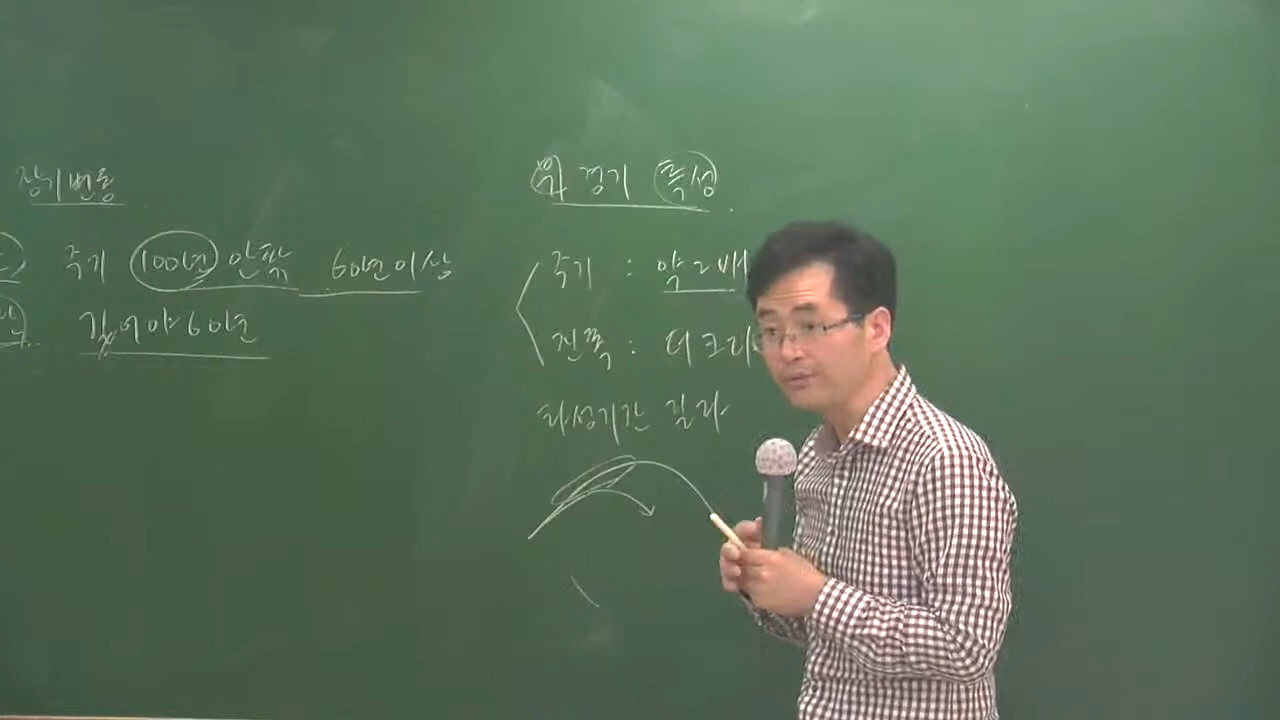 장기변동
주기 100년 안팎 60년이상
길어야 60년
경기 특성
주기 : 약 2배
진폭 : 더 크다
타성기간 길다